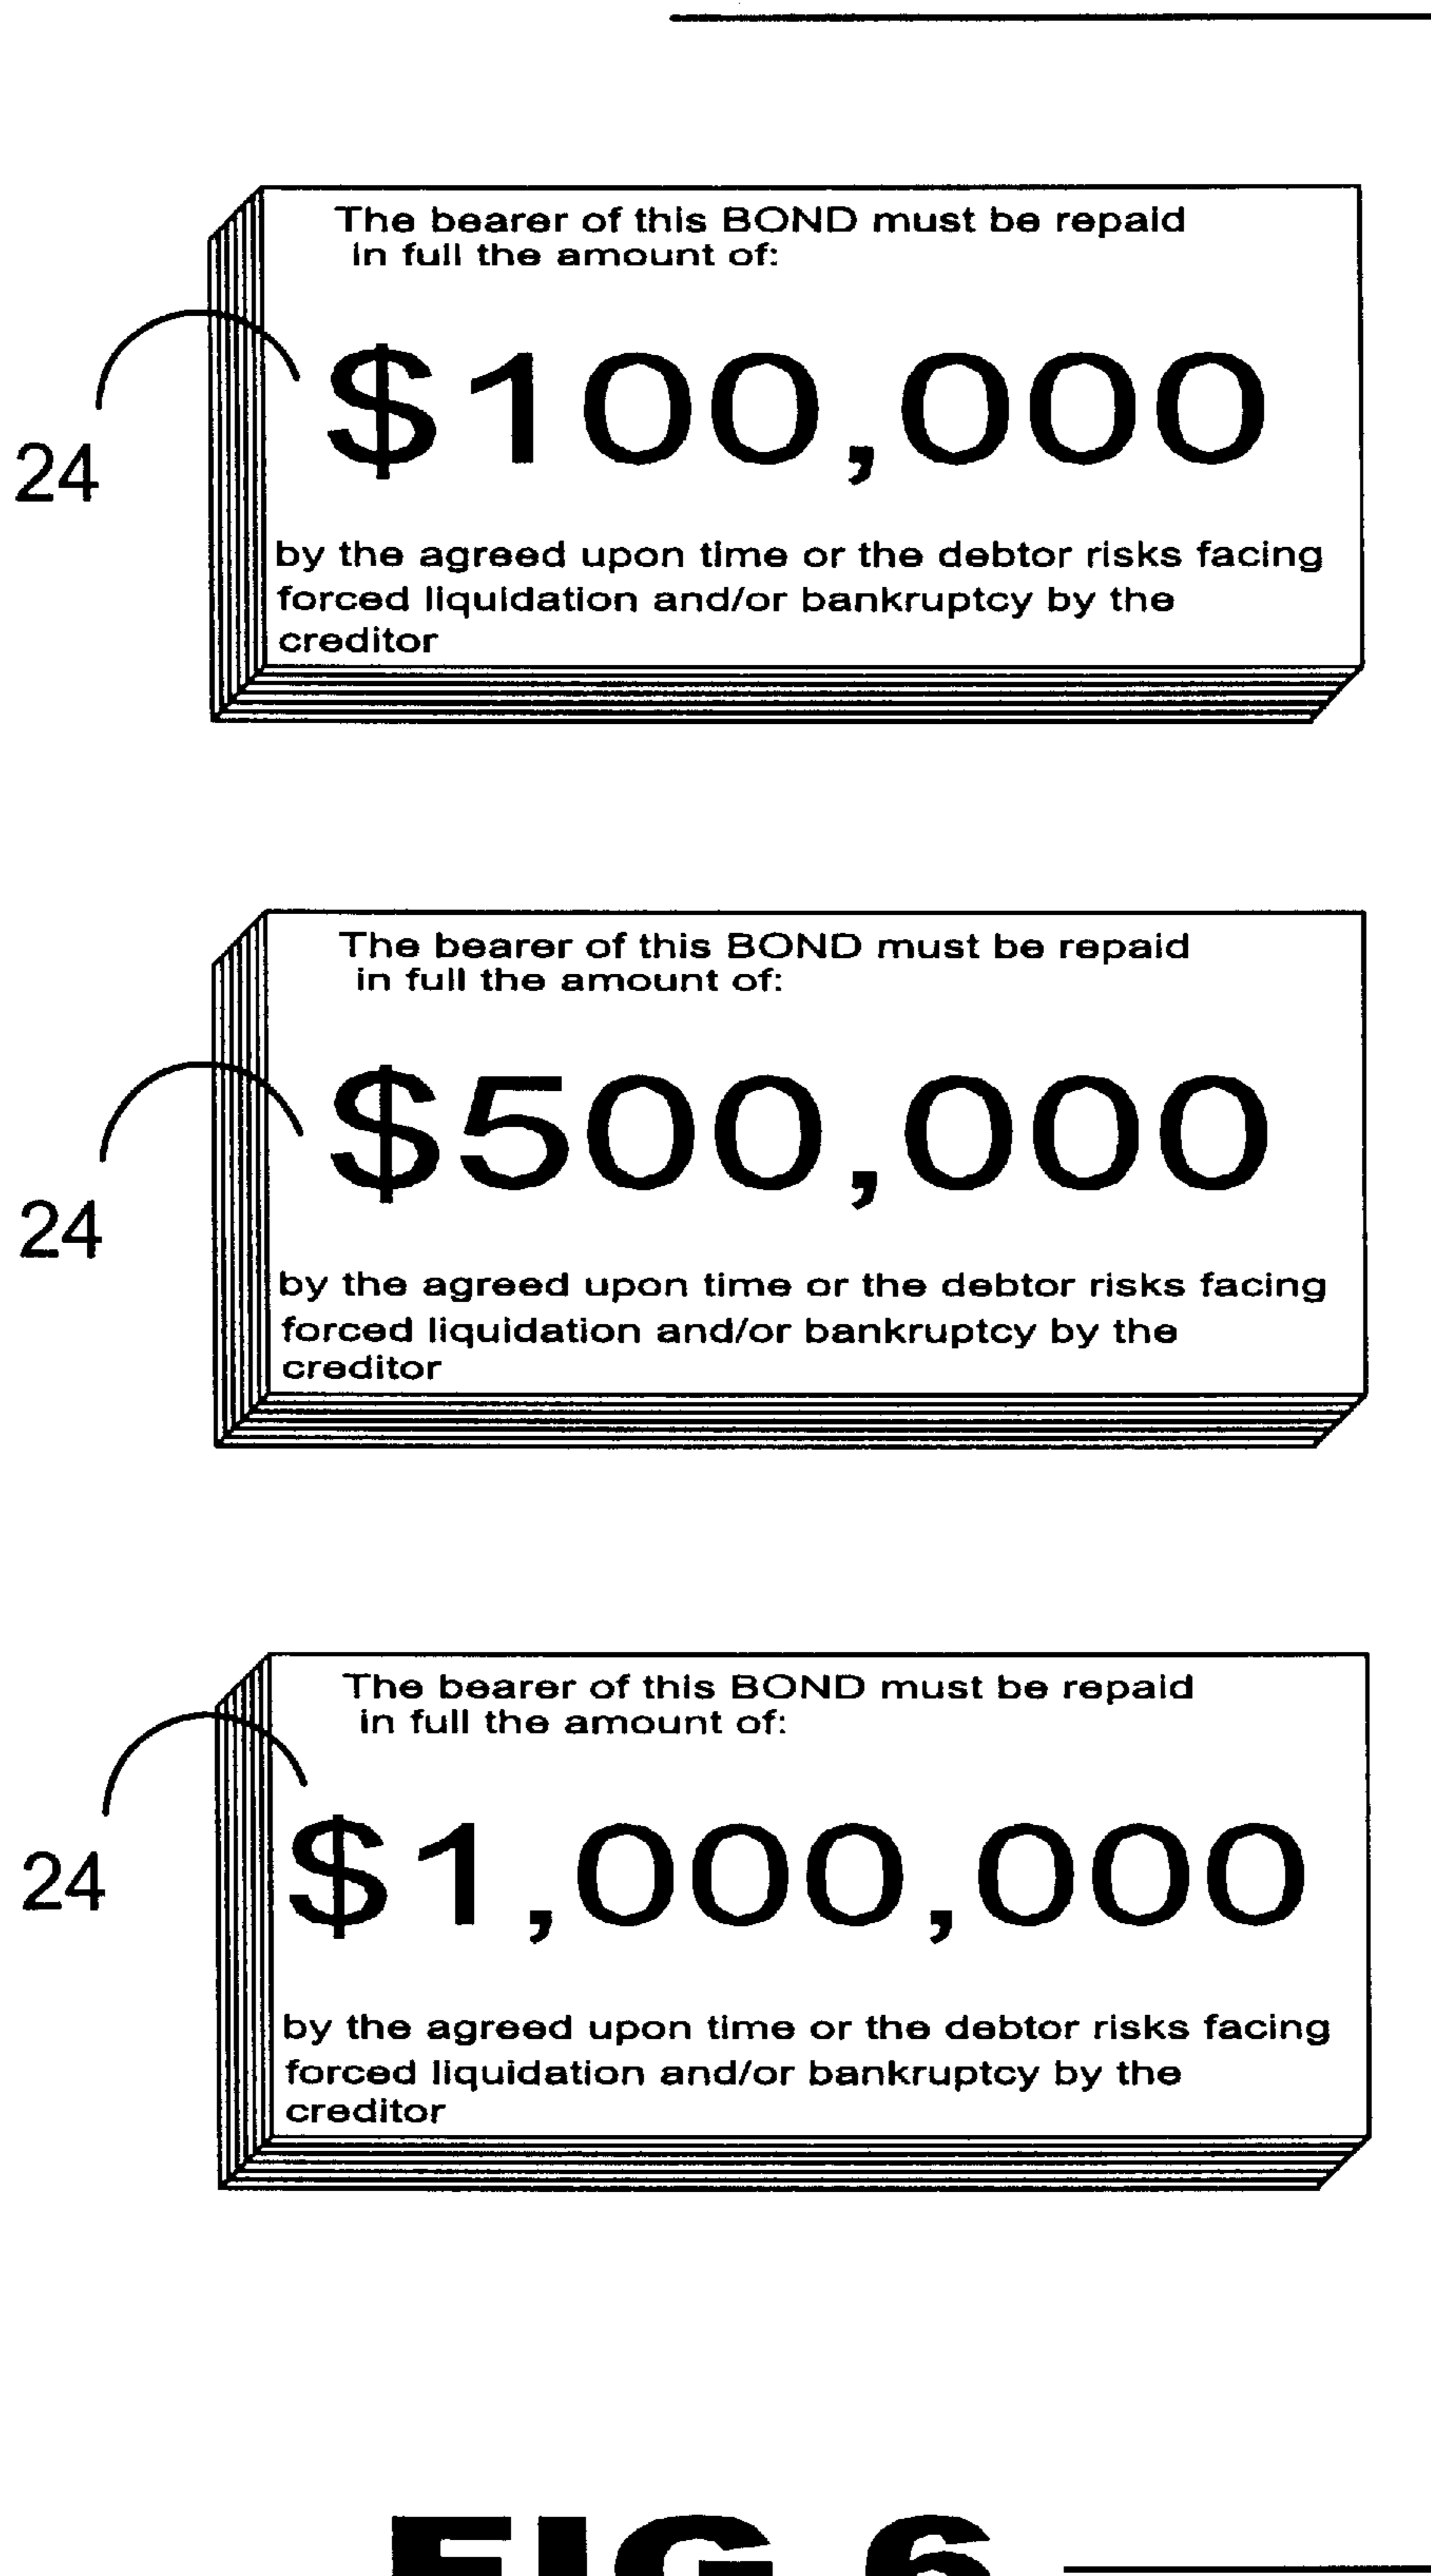 The bearer of this BOND must be repaid
in full the amount of:
$100,000
24
by the agreed upon time or the debtor risks facing
forced liquidation and/or bankruptcy by the
creditor
The bearer of this BOND must be repaid
in full the amount of:
$500,000
24
by the agreed upon time or the debtor risks facing
forced liquidation and/or bankruptcy by the
creditor
The bearer of this BOND must be repaid
in full the amount of:
$1,000,000
24
by the agreed upon time or the debtor risks facing
forced liquidation and/or bankruptcy by the
creditor
FIG 6